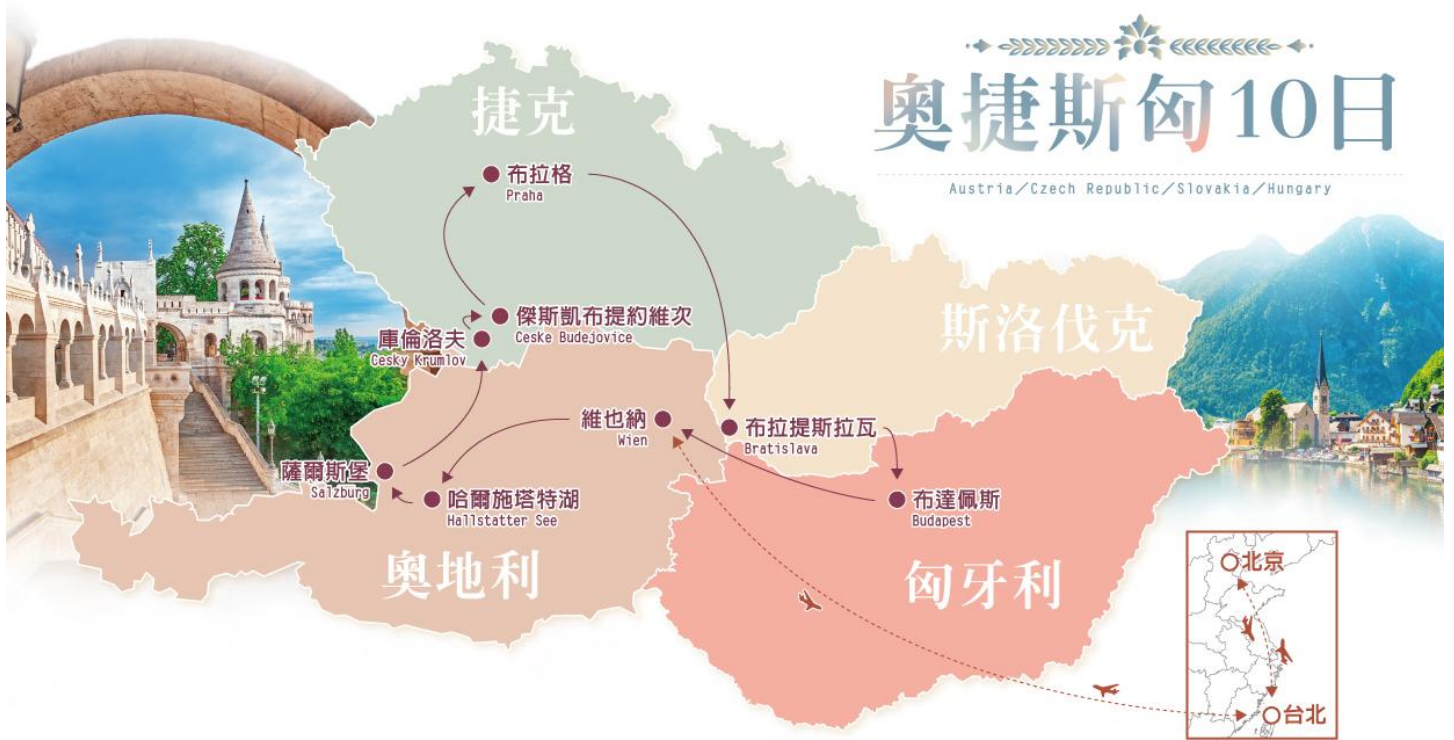 奧捷斯匈10日
Austria／Czech Republic／Slovakia／Hungary
捷克
布拉格
Praha
傑斯凱布提約維次
Ceske Budejovice
庫倫洛夫
Cesky Krumlov
斯洛伐克
維也納
Wien
布拉提斯拉瓦
Bratislava
薩爾斯堡
Salzburg
哈爾施塔特湖
Hallstatter See
布達佩斯
Budapest
奧地利
匈牙利
北京
台北